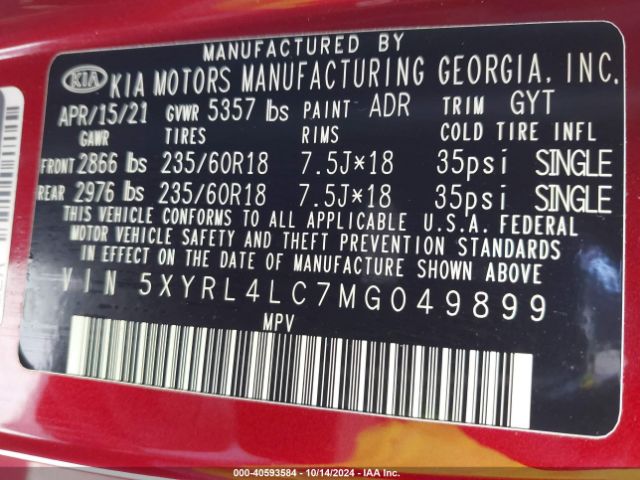 MANUFACTURED BY
KIA KIA MOTORS MANUFACTURING GEORGIA, INC.
APR/15/21 GVWR 5357 lbs PAINT ADR TRIM GYT
GAWR TIRES RIMS COLD TIRE INFL
FRONT 2866 lbs 235/60R18 7.5J*18 35psi SINGLE
REAR 2976 lbs 235/60R18 7.5J*18 35psi SINGLE
THIS VEHICLE CONFORMS TO ALL APPLICABLE U.S.A. FEDERAL
MOTOR VEHICLE SAFETY AND THEFT PREVENTION STANDARDS
IN EFFECT ON THE DATE OF MANUFACTURE SHOWN ABOVE.
VIN 5XYRL4LC7MG049899
MPV
000-40593584 | 10/14/2024 - IAA Inc.